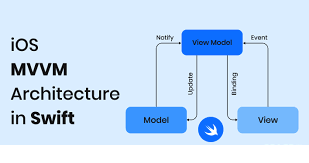 iOS
MVVM
Architecture
in Swift
Notify
View Model
Event
Update
Binding
Model
View